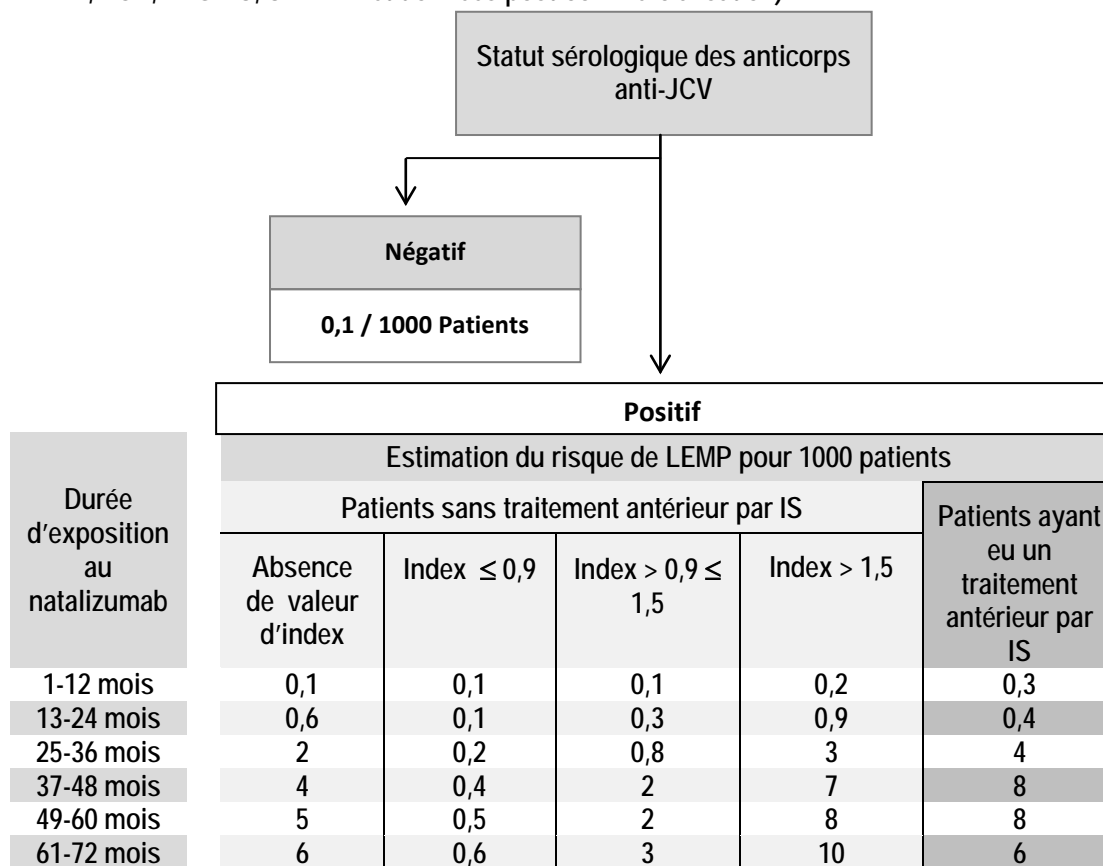 Statut sérologique des anticorps
anti-JCV
Négatif
0,1 / 1000 Patients
Positif
Durée
d'exposition
au
natalizumab
Estimation du risque de LEMP pour 1000 patients
Patients sans traitement antérieur par IS
Patients ayant
eu un
traitement
antérieur par
IS
Absence
de valeur
d'index
Index ≤ 0,9
Index > 0,9 ≤
1,5
Index > 1,5
1-12 mois 0,1 0,1 0,1 0,2 0,3
13-24 mois 0,6 0,1 0,3 0,9 0,4
25-36 mois 2 0,2 0,8 3 4
37-48 mois 4 0,4 2 7 8
49-60 mois 5 0,5 2 8 8
61-72 mois 6 0,6 3 10 6